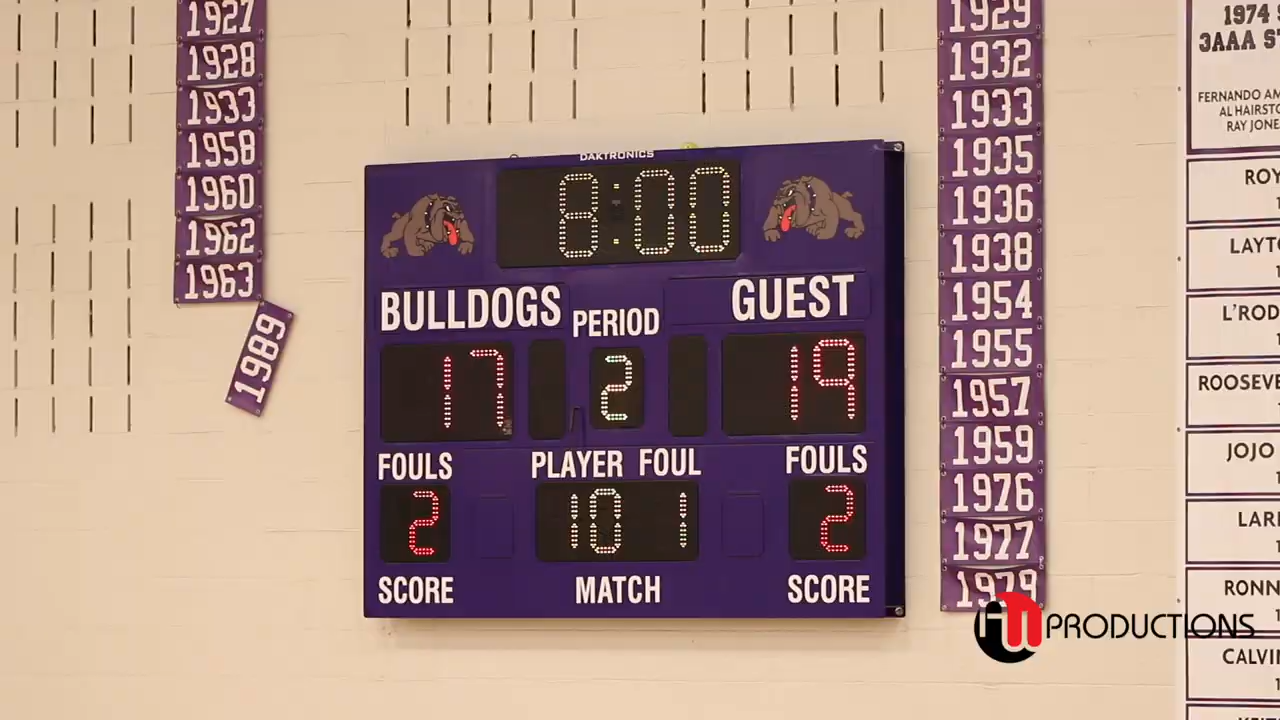 1927
1928
1933
1958
1960
1962
1963
1989
DAKTRONICS
8:00
BULLDOGS
PERIOD
GUEST
17
2
19
FOULS
PLAYER FOUL
FOULS
2
10 1
2
SCORE
MATCH
SCORE
1929
1932
1933
1935
1936
1938
1954
1955
1957
1959
1976
1977
1979
PRODUCTIONS
1974
3AAA
FERNANDO
AL HAIRSTO
RAY JONE
ROY
LAYTO
L'ROD
ROOSEVE
JOJO
LARI
RONN
CALVIN